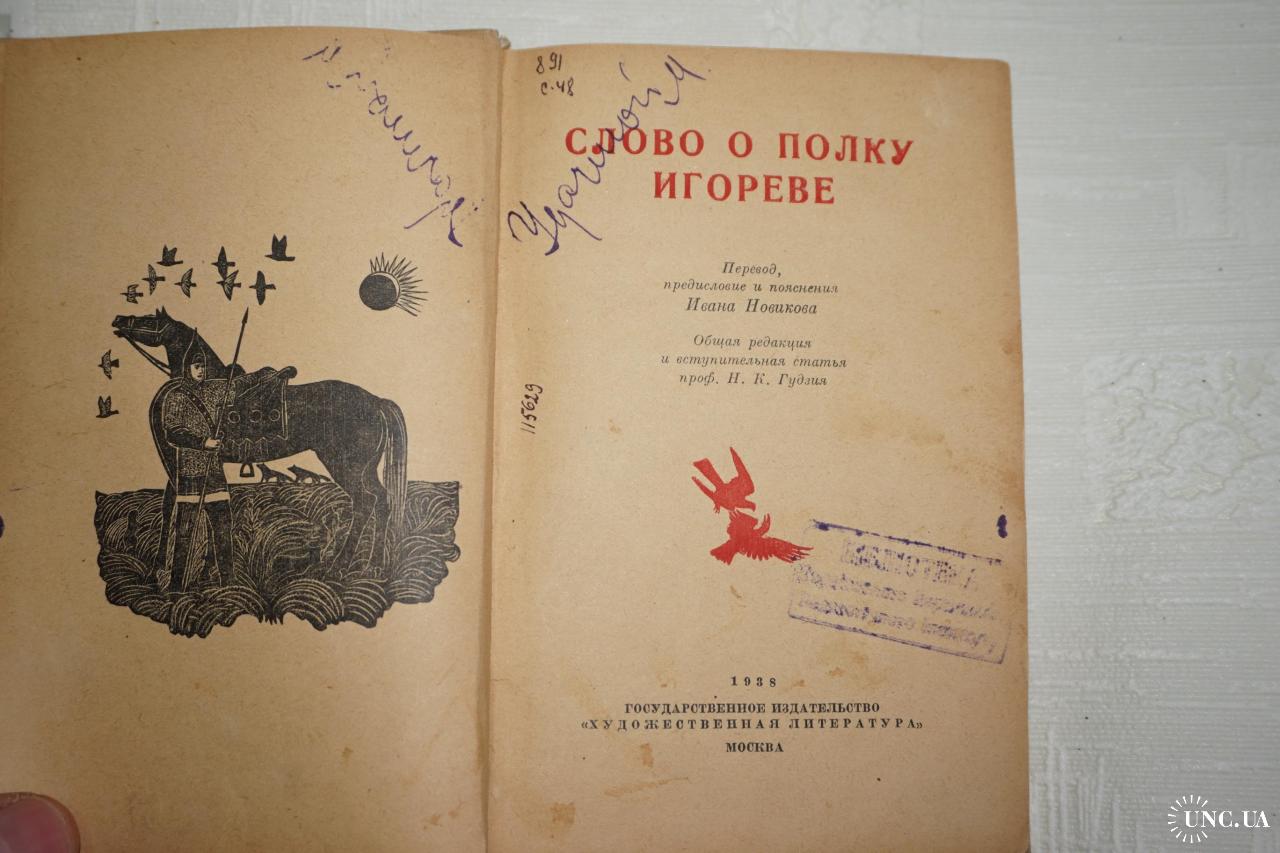 891
с-48
СЛОВО О ПОЛКУ
ИГОРЕВЕ
Перевод,
предисловие и пояснения
Ивана Новикова
Общая редакция
и вступительная статья
проф. Н. К. Гудзия
115629
БИБЛИОТЕКА
1938
ГОСУДАРСТВЕННОЕ ИЗДАТЕЛЬСТВО
«ХУДОЖЕСТВЕННАЯ ЛИТЕРАТУРА»
МОСКВА
UNC.UA